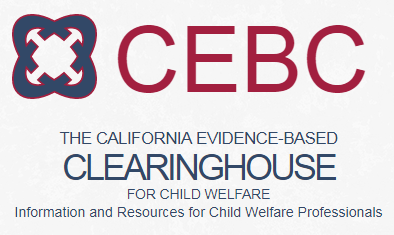 CEBC
THE CALIFORNIA EVIDENCE-BASED
CLEARINGHOUSE
FOR CHILD WELFARE
Information and Resources for Child Welfare Professionals